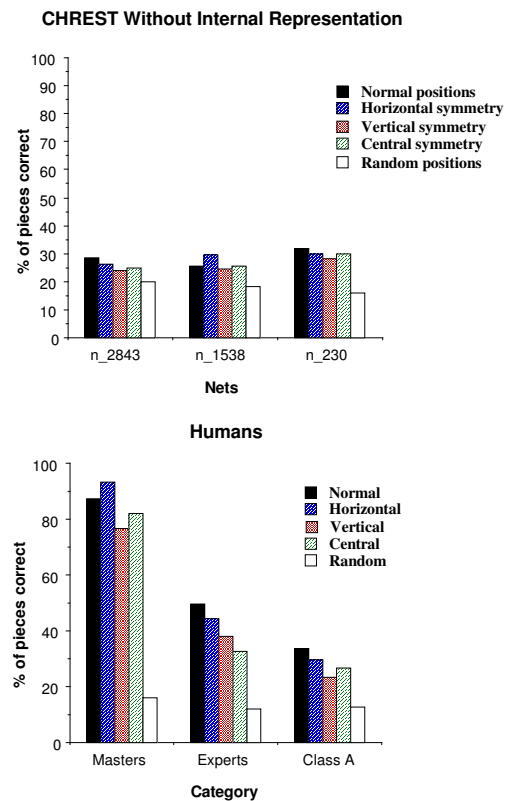 CHREST Without Internal Representation
100
90
80
70
60
50
40
30
20
10
0
% of pieces correct
Normal positions
Horizontal symmetry
Vertical symmetry
Central symmetry
Random positions
n_2843 n_1538 n_230
Nets
Humans
100
80
60
40
20
0
% of pieces correct
Normal
Horizontal
Vertical
Central
Random
Masters Experts Class A
Category